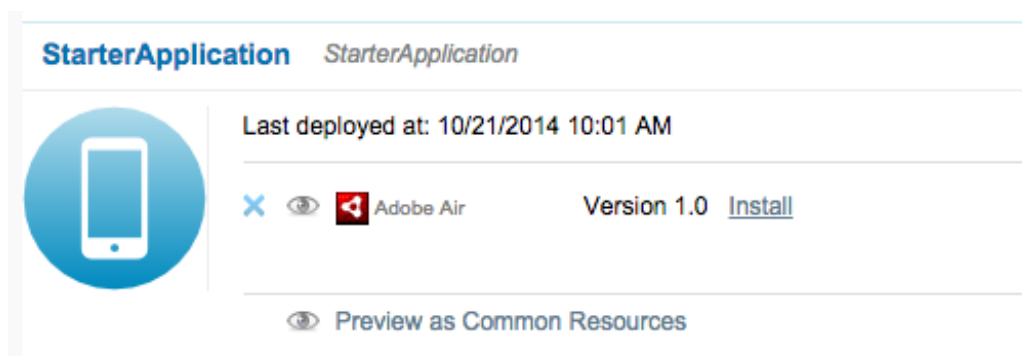 StarterApplication StarterApplication
Last deployed at: 10/21/2014 10:01 AM
Adobe Air Version 1.0 Install
Preview as Common Resources